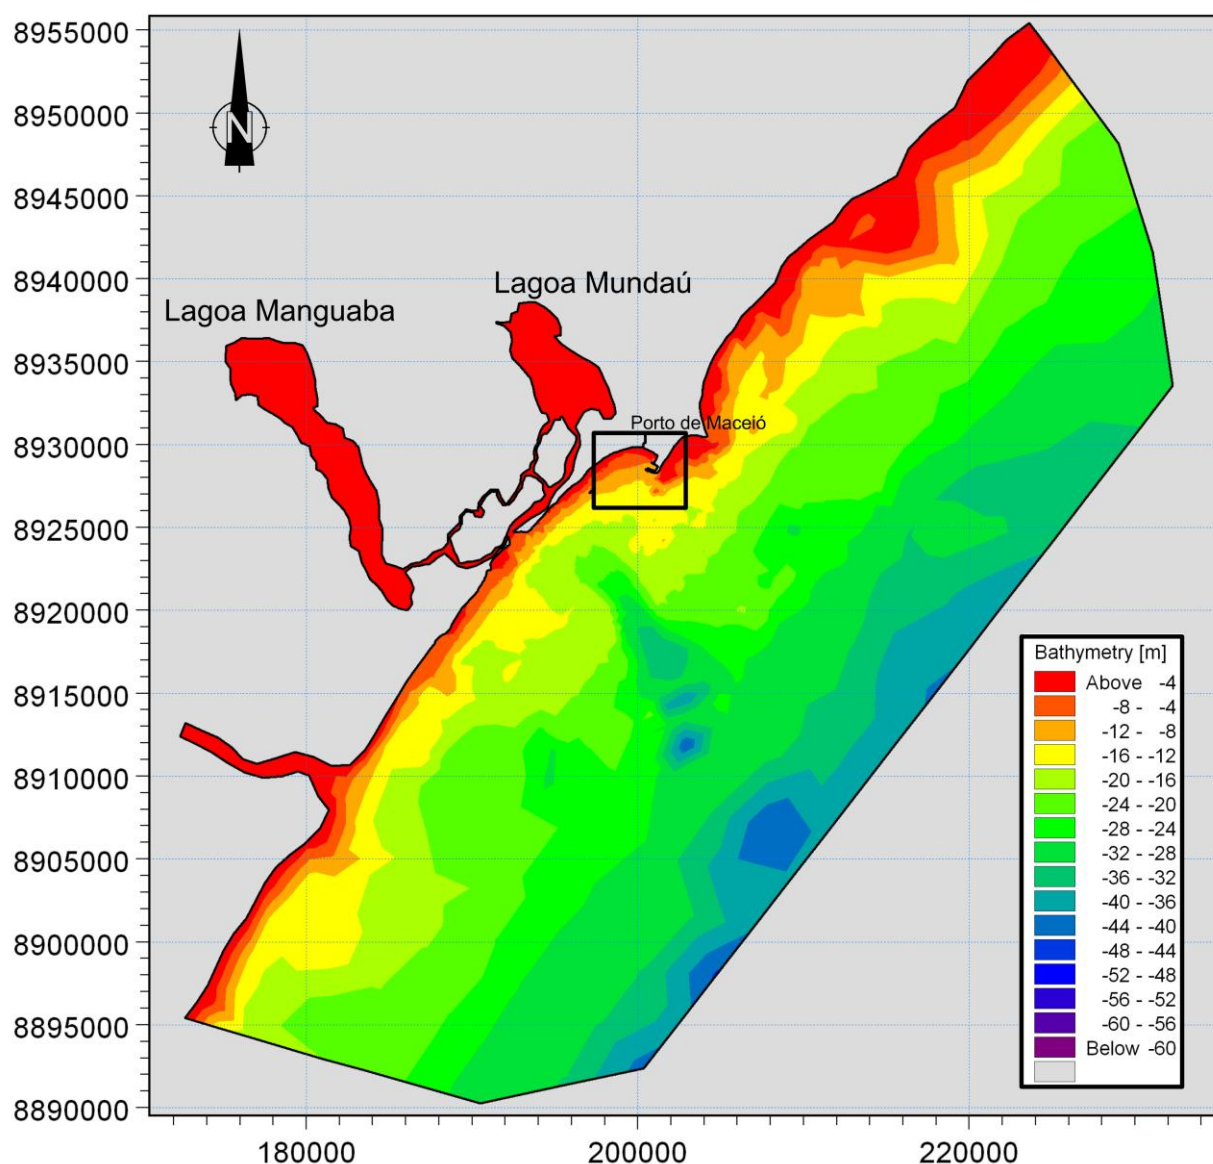 8955000
N
8950000
8945000
8940000
Lagoa Mundaú
Lagoa Manguaba
8935000
Porto de Maceió
8930000
8925000
8920000
8915000
8910000
8905000
8900000
8895000
8890000
180000
200000
220000
Bathymetry [m]
Above -4
-8 - -4
-12 - -8
-16 - -12
-20 - -16
-24 - -20
-28 - -24
-32 - -28
-36 - -32
-40 - -36
-44 - -40
-48 - -44
-52 - -48
-56 - -52
-60 - -56
Below -60